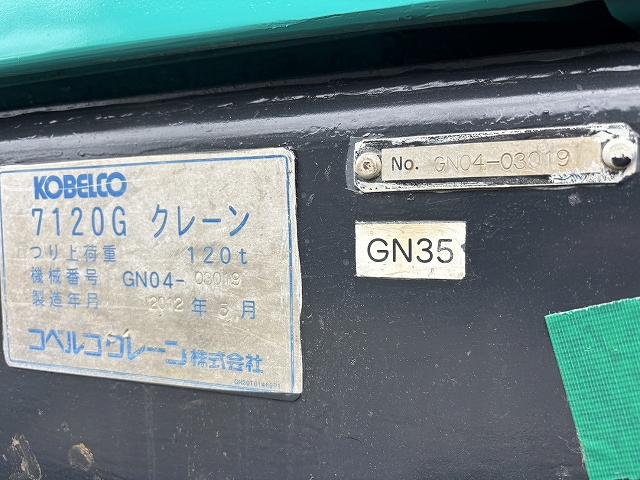 KOBELCO
7120G クレーン
つり上荷重 120t
機械番号 GN04-03019
製造年月 2012年5月
コベルコクレーン株式会社
No. GN04-03019
GN35